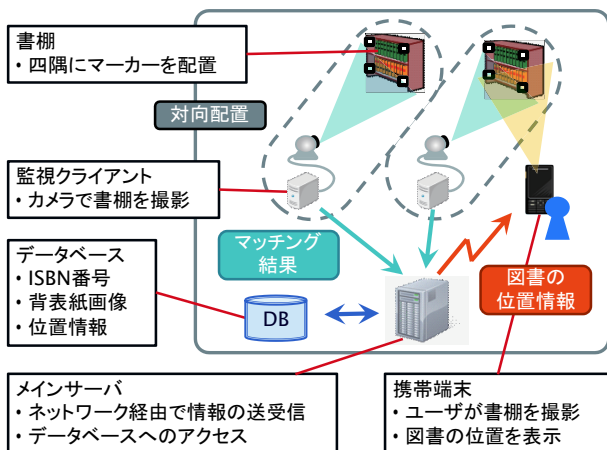 書棚
・四隅にマーカーを配置
対向配置
監視クライアント
・カメラで書棚を撮影
マッチング
結果
データベース
・ISBN番号
・背表紙画像
・位置情報
DB
図書の
位置情報
メインサーバ
・ネットワーク経由で情報の送受信
・データベースへのアクセス
携帯端末
・ユーザが書棚を撮影
・図書の位置を表示